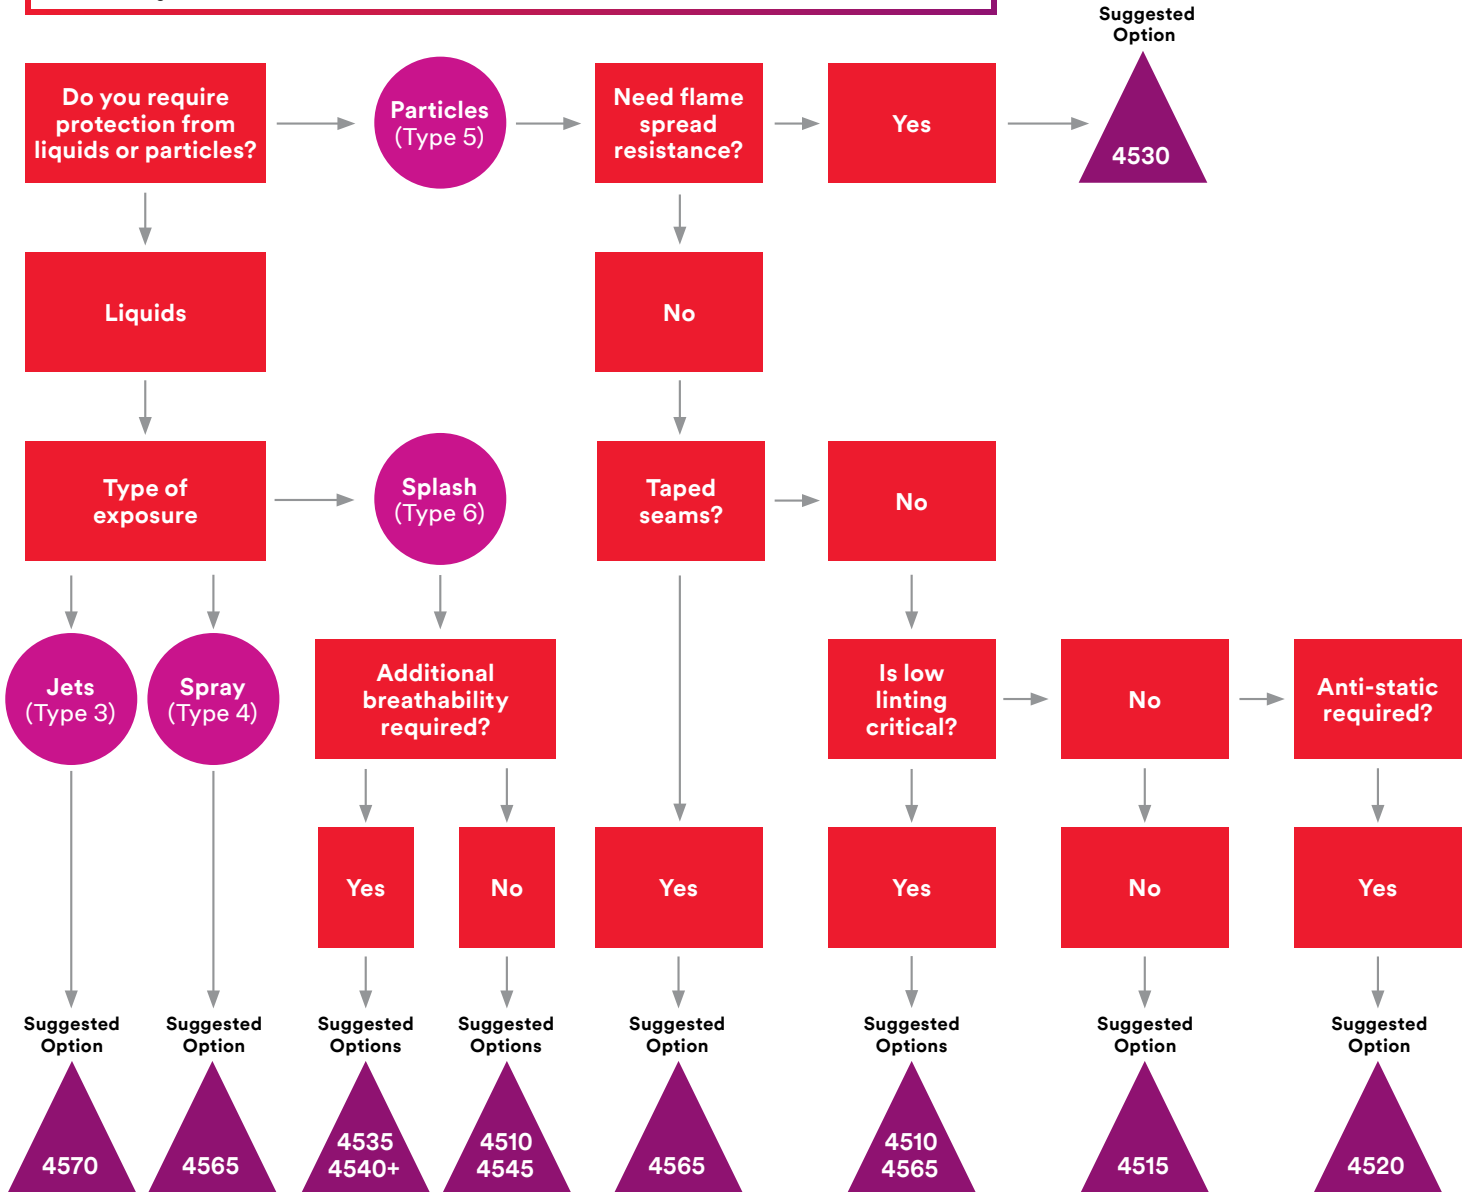 Suggested
Option
Do you require
protection from
liquids or particles?
Particles
(Type 5)
Need flame
spread
resistance?
Yes
4530
Liquids
No
Type of
exposure
Splash
(Type 6)
Taped
seams?
No
Jets
(Type 3)
Spray
(Type 4)
Additional
breathability
required?
Is low
linting
critical?
No
Anti-static
required?
Yes
No
Yes
Yes
No
Yes
Suggested
Option
Suggested
Option
Suggested
Options
Suggested
Options
Suggested
Option
Suggested
Options
Suggested
Option
Suggested
Option
4570
4565
4535
4540+
4510
4545
4565
4510
4565
4515
4520